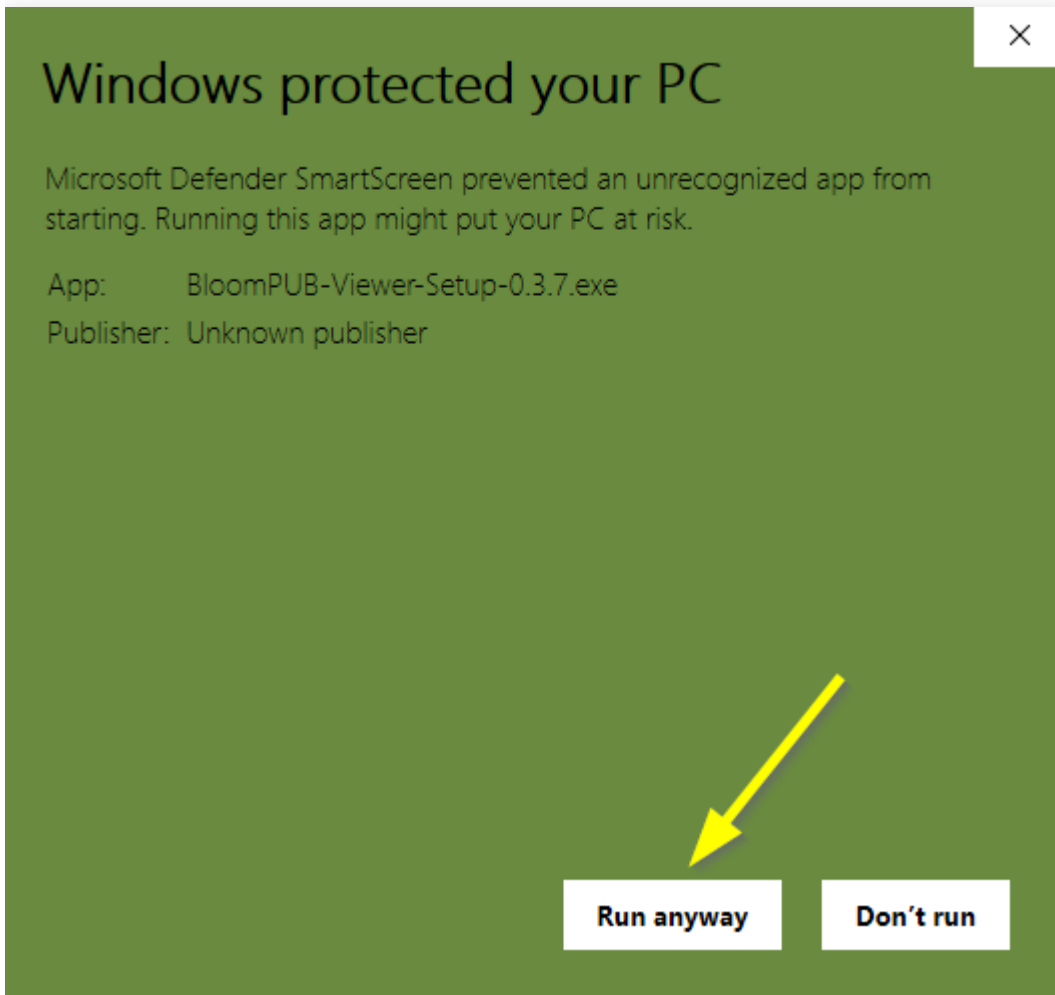 Windows protected your PC
Microsoft Defender SmartScreen prevented an unrecognized app from
starting. Running this app might put your PC at risk.
App: BloomPUB-Viewer-Setup-0.3.7.exe
Publisher: Unknown publisher
Run anyway Don’t run